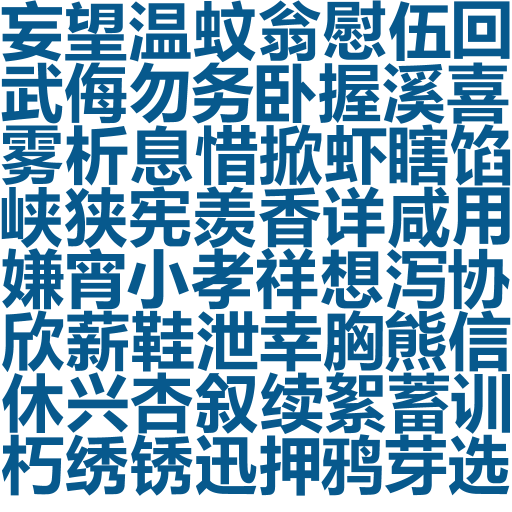 妄望温蚊翁慰伍回
武侮勿务卧握溪喜
雾析息惜掀虾瞎馅
峡狭宪羡香详咸用
嫌宵小孝祥想泻协
欣薪鞋泄幸胸熊信
休兴杏叙续絮蓄训
朽绣锈迅押鸦芽选